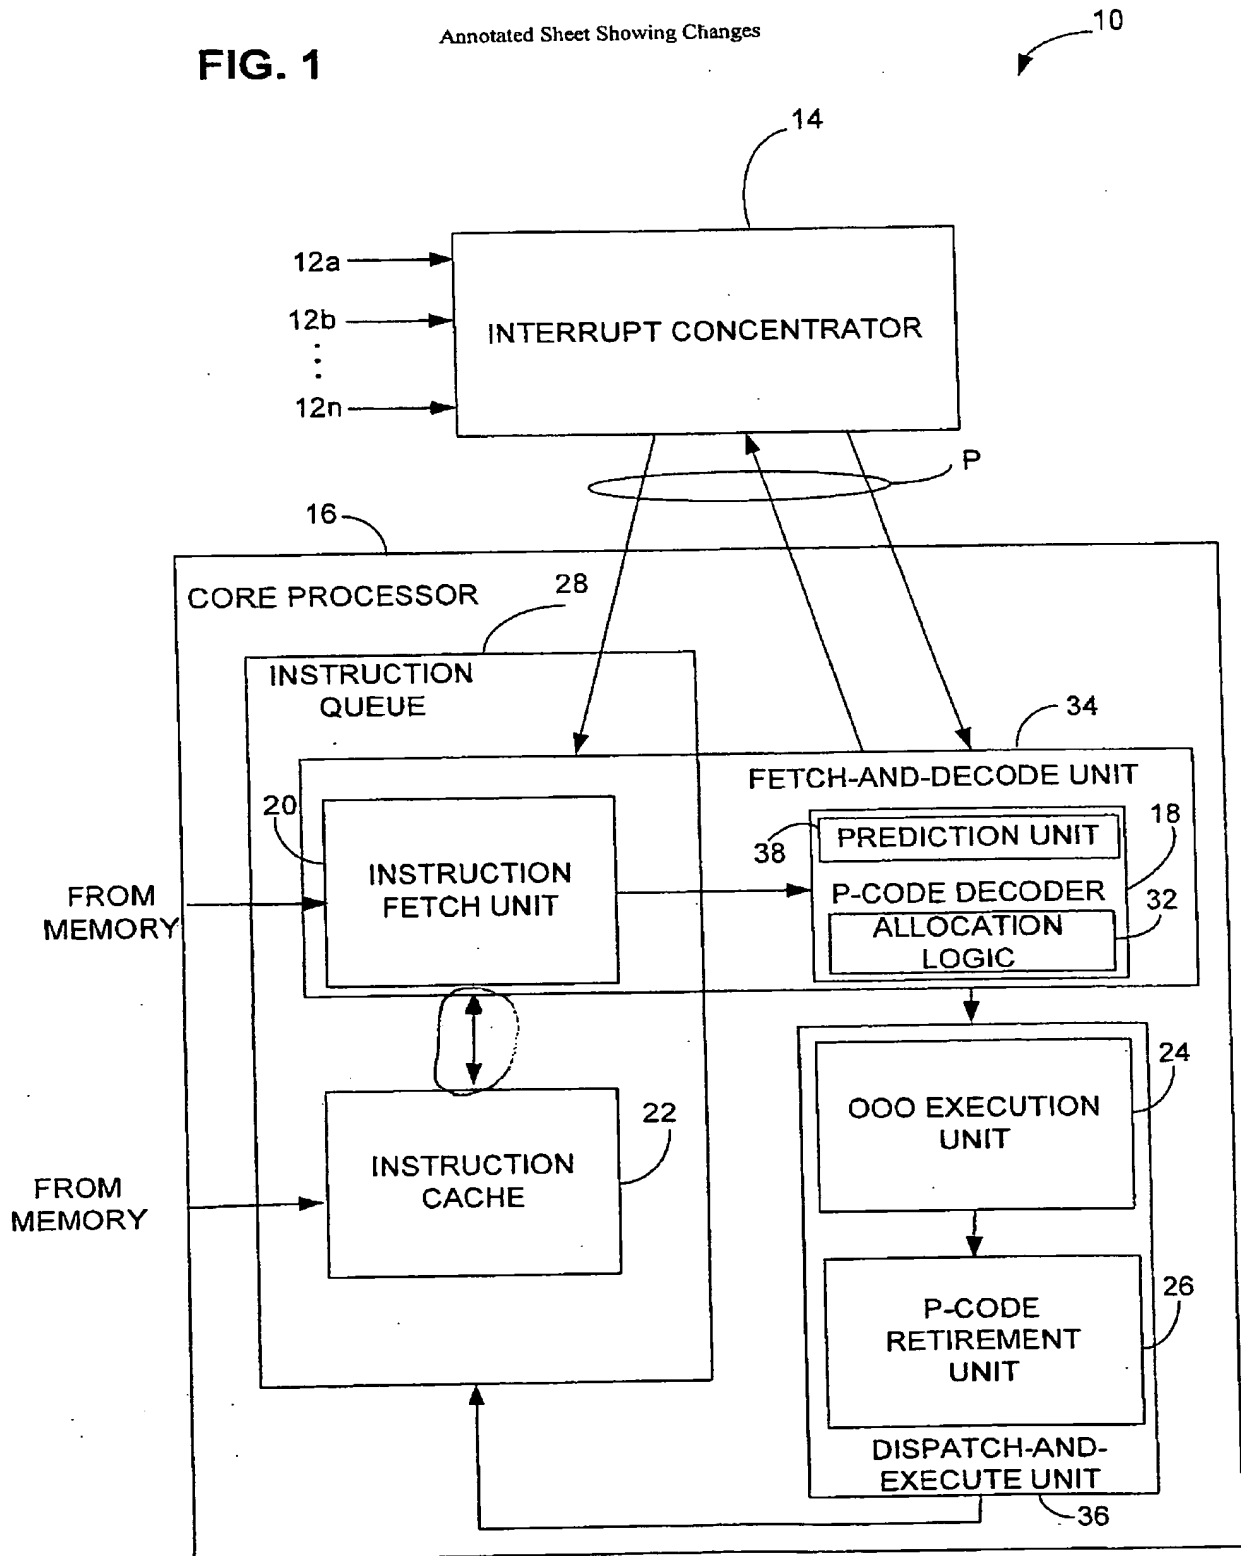 Annotated Sheet Showing Changes
10
FIG. 1
14
12a
12b
12n
INTERRUPT CONCENTRATOR
P
16
CORE PROCESSOR
28
INSTRUCTION
QUEUE
34
FETCH-AND-DECODE UNIT
20
INSTRUCTION
FETCH UNIT
38
PREDICTION UNIT
18
P-CODE DECODER
32
ALLOCATION
LOGIC
FROM
MEMORY
24
OOO EXECUTION
UNIT
22
INSTRUCTION
CACHE
FROM
MEMORY
26
P-CODE
RETIREMENT
UNIT
DISPATCH-AND-
EXECUTE UNIT
36